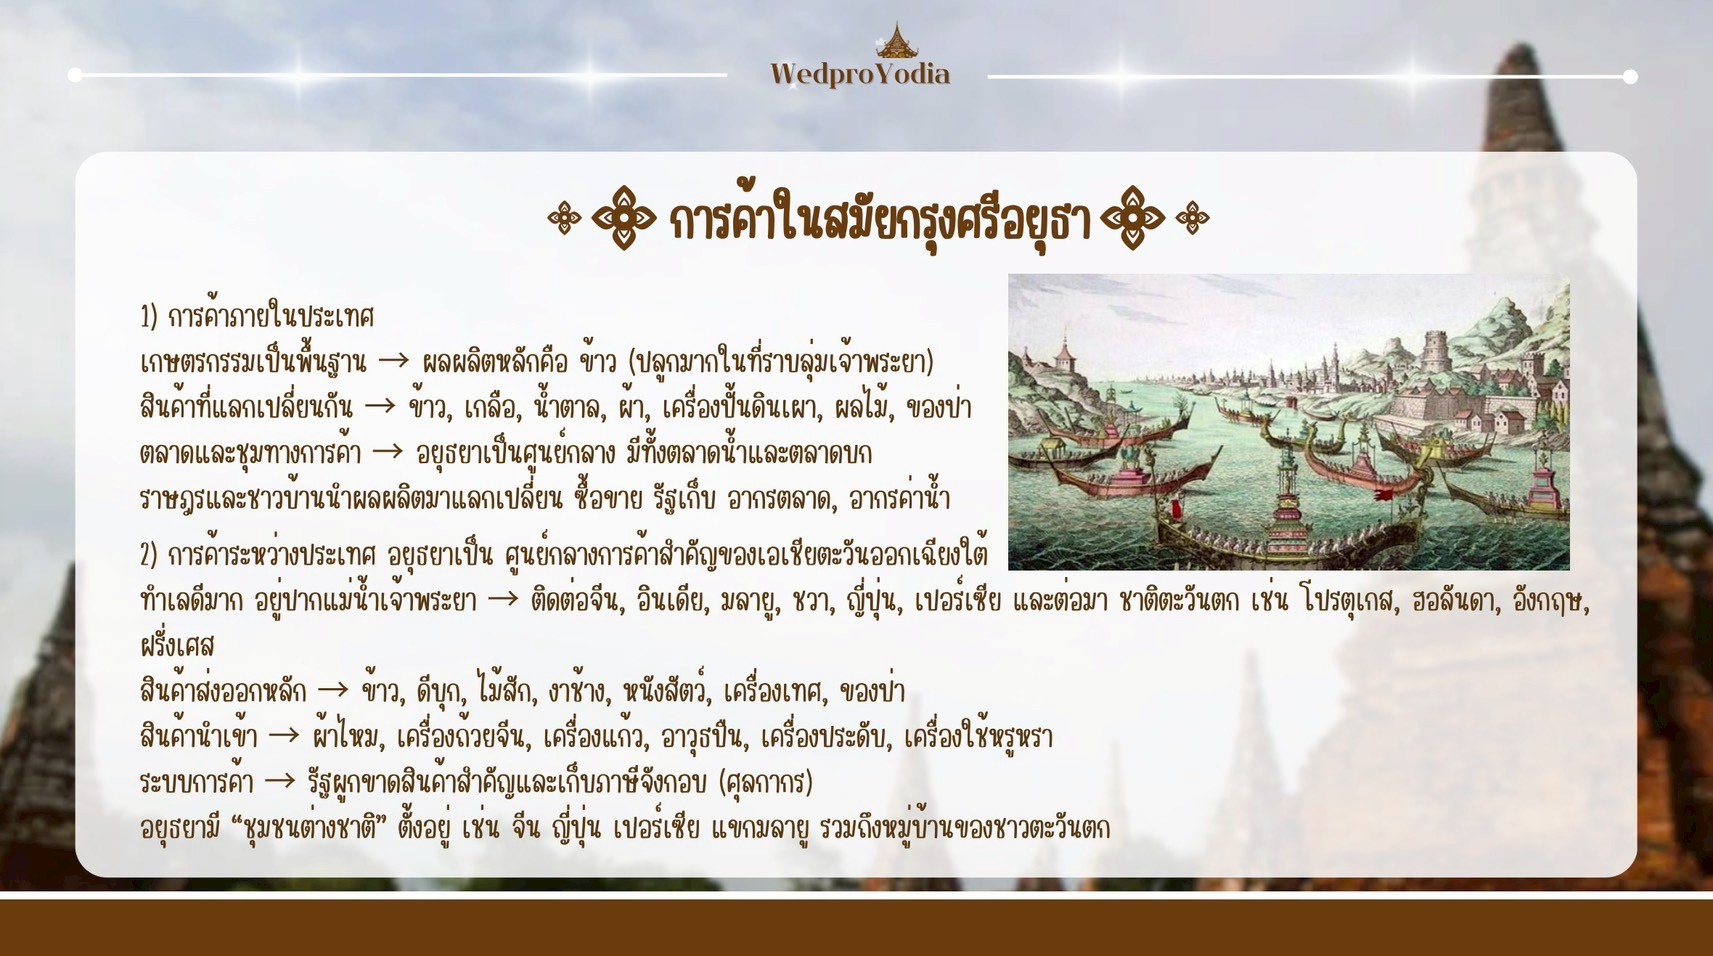 WedproYodia
การค้าในสมัยกรุงศรีอยุธา
1) การค้าภายในประเทศ
เกษตรกรรมเป็นพื้นฐาน → ผลผลิตหลักคือ ข้าว (ปลูกมากในที่ราบลุ่มเจ้าพระยา)
สินค้าที่แลกเปลี่ยนกัน → ข้าว, เกลือ, น้ำตาล, ผ้า, เครื่องปั้นดินเผา, ผลไม้, ของป่า
ตลาดและชุมทางการค้า → อยุธยาเป็นศูนย์กลาง มีทั้งตลาดน้ำและตลาดบก
ราษฎรและชาวบ้านนำผลผลิตมาแลกเปลี่ยน ซื้อขาย รัฐเก็บ อากรตลาด, อากรค่าน้ำ
2) การค้าระหว่างประเทศ อยุธยาเป็น ศูนย์กลางการค้าสำคัญของเอเชียตะวันออกเฉียงใต้
ทำเลดีมาก อยู่ปากแม่น้ำเจ้าพระยา → ติดต่อจีน, อินเดีย, มลายู, ชวา, ญี่ปุ่น, เปอร์เซีย และต่อมา ชาติตะวันตก เช่น โปรตุเกส, ฮอลันดา, อังกฤษ,
ฝรั่งเศส
สินค้าส่งออกหลัก → ข้าว, ดีบุก, ไม้สัก, งาช้าง, หนังสัตว์, เครื่องเทศ, ของป่า
สินค้านำเข้า → ผ้าไหม, เครื่องถ้วยจีน, เครื่องแก้ว, อาวุธปืน, เครื่องประดับ, เครื่องใช้หรูหรา
ระบบการค้า → รัฐผูกขาดสินค้าสำคัญและเก็บภาษีจังกอบ (ศุลกากร)
อยุธยามี “ชุมชนต่างชาติ” ตั้งอยู่ เช่น จีน ญี่ปุ่น เปอร์เซีย แขกมลายู รวมถึงหมู่บ้านของชาวตะวันตก